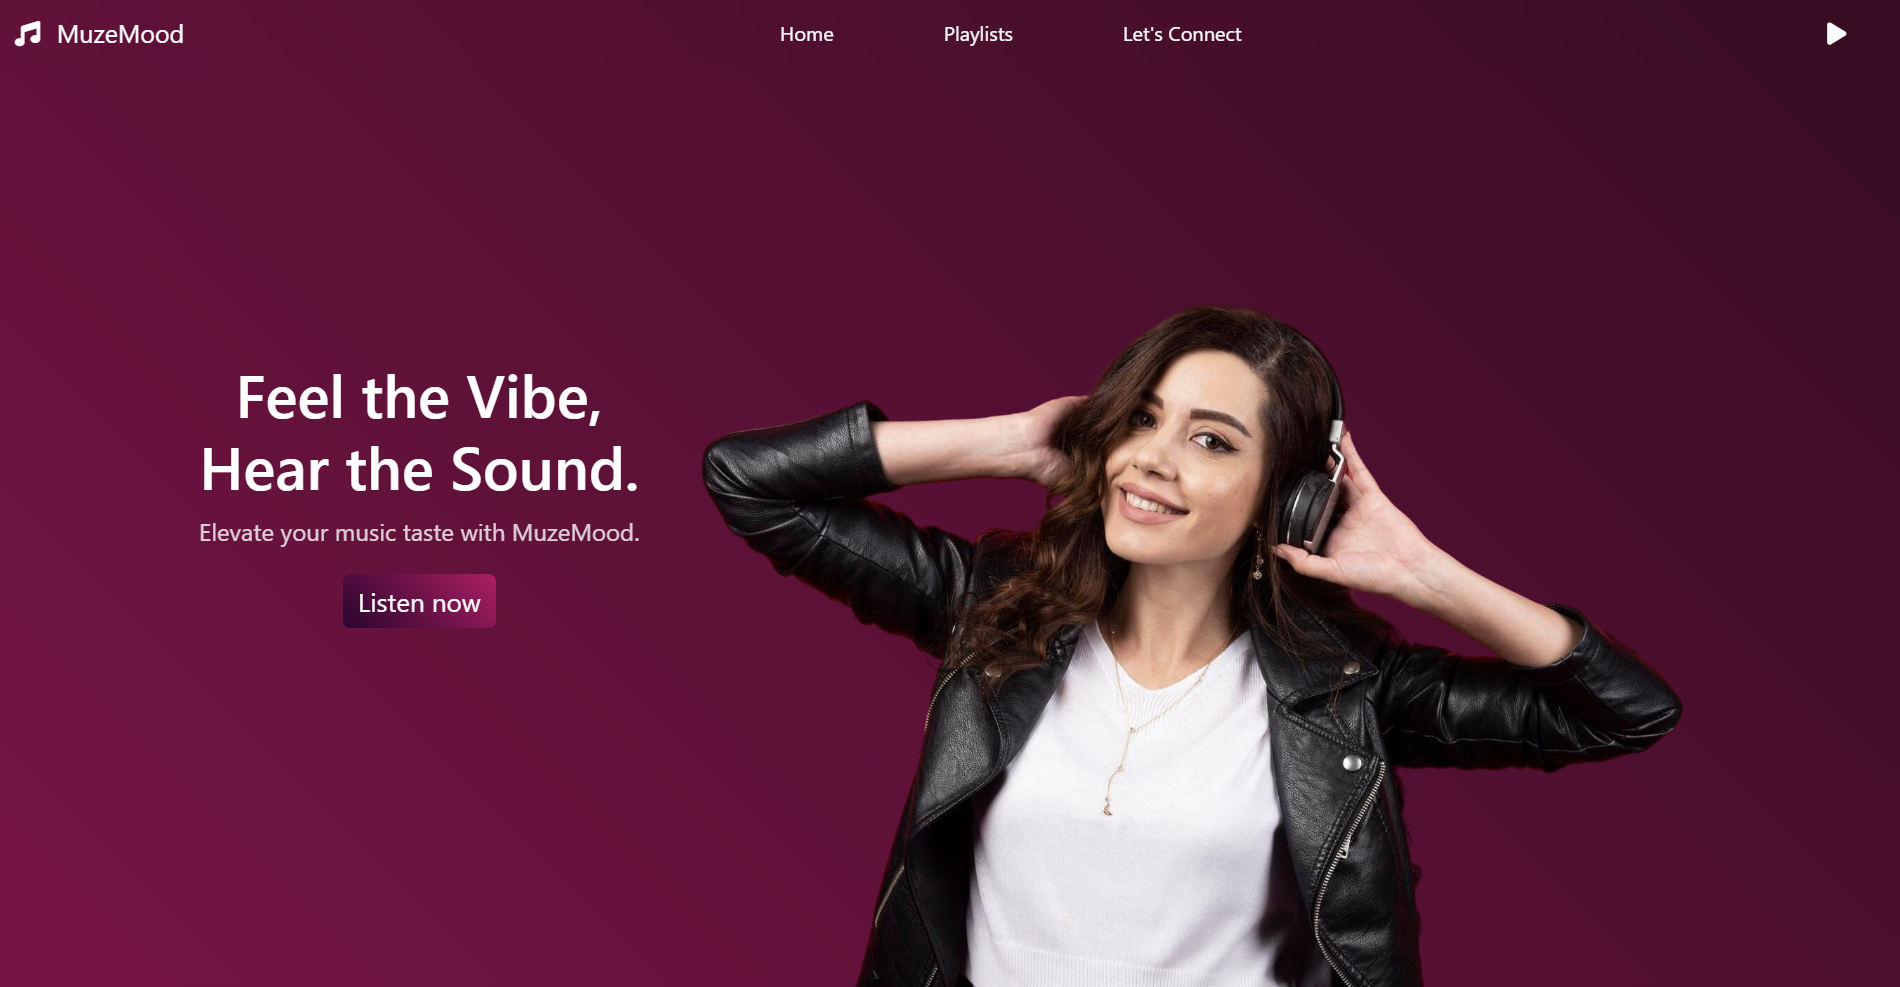 MuzeMood
Home
Playlists
Let's Connect
Feel the Vibe,
Hear the Sound.
Elevate your music taste with MuzeMood.
Listen now